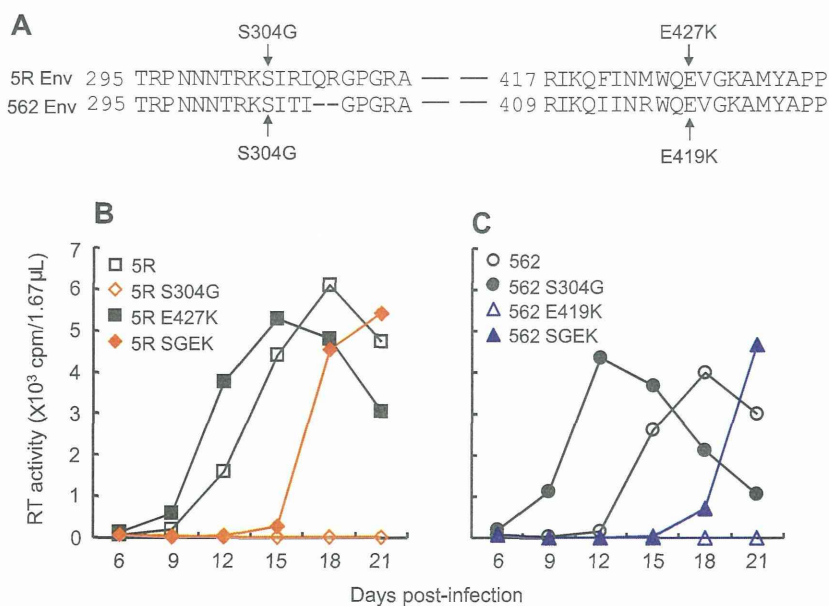 A
S304G E427K
5R Env 295 TRPNNNTRKSIRIQRGPGRA — — 417 RIKQFINMWQEVGKAMYAPP
562 Env 295 TRPNNNTRKSITI--GPGRA — — 409 RIKQIINRWQEVGKAMYAPP
S304G E419K
B
RT activity (X10³ cpm/1.67µL)
7
6
5
4
3
2
1
0
5R
5R S304G
5R E427K
5R SGEK
6 9 12 15 18 21
C
562
562 S304G
562 E419K
562 SGEK
6 9 12 15 18 21
Days post-infection